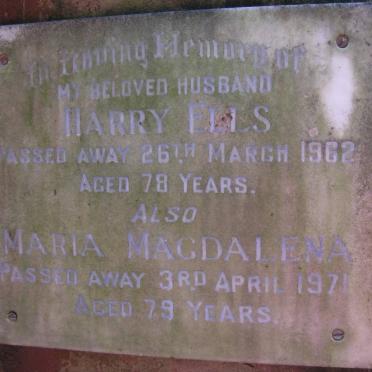 In Loving Memory of
MY BELOVED HUSBAND
HARRY ELLS
PASSED AWAY 26TH MARCH 1962
AGED 78 YEARS.
ALSO
MARIA MAGDALENA
PASSED AWAY 3RD APRIL 1971
AGED 79 YEARS.